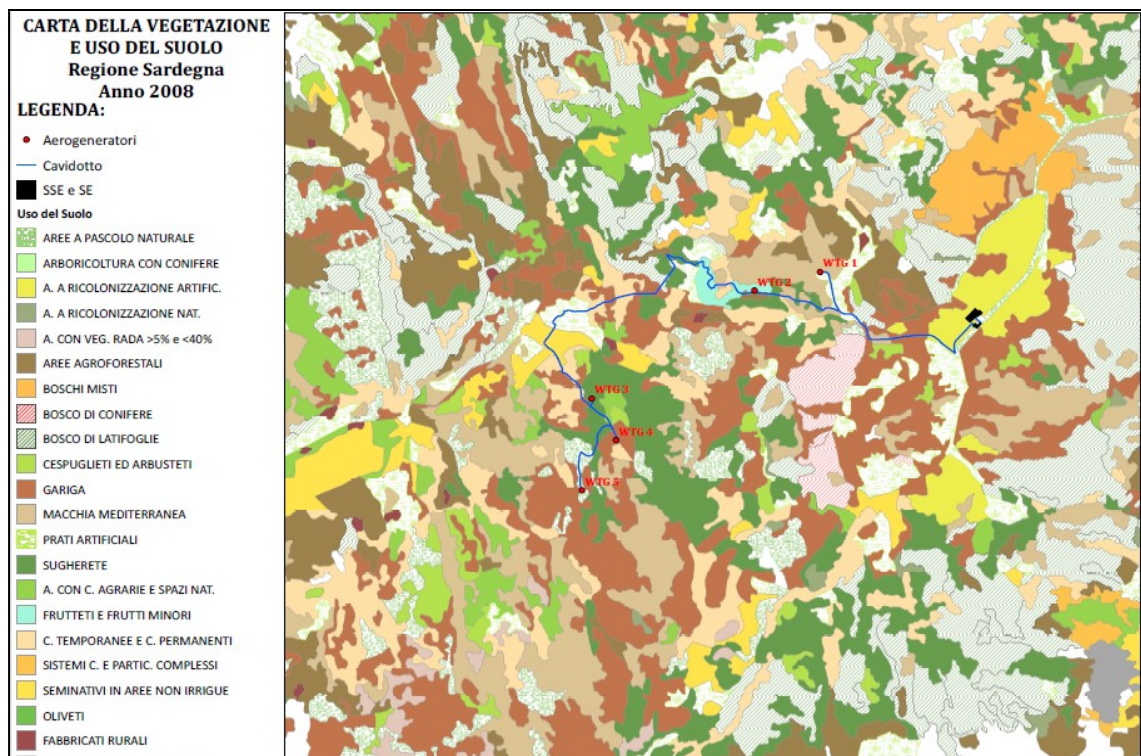 CARTA DELLA VEGETAZIONE
E USO DEL SUOLO
Regione Sardegna
Anno 2008
LEGENDA:
Aerogeneratori
Cavidotto
SSE e SE
Uso del Suolo
AREE A PASCOLO NATURALE
ARBORICOLTURA CON CONIFERE
A. A RICOLONIZZAZIONE ARTIFIC.
A. A RICOLONIZZAZIONE NAT.
A. CON VEG. RADA >5% e <40%
AREE AGROFORESTALI
BOSCHI MISTI
BOSCO DI CONIFERE
BOSCO DI LATIFOGLIE
CESPUGLIETI ED ARBUSTETI
GARIGA
MACCHIA MEDITERRANEA
PRATI ARTIFICIALI
SUGHERETE
A. CON C. AGRARIE E SPAZI NAT.
FRUTTETI E FRUTTI MINORI
C. TEMPORANEE E C. PERMANENTI
SISTEMI C. E PARTIC. COMPLESSI
SEMINATIVI IN AREE NON IRRIGUE
OLIVETI
FABBRICATI RURALI
WTG 1
WTG 2
WTG 3
WTG 4
WTG 5